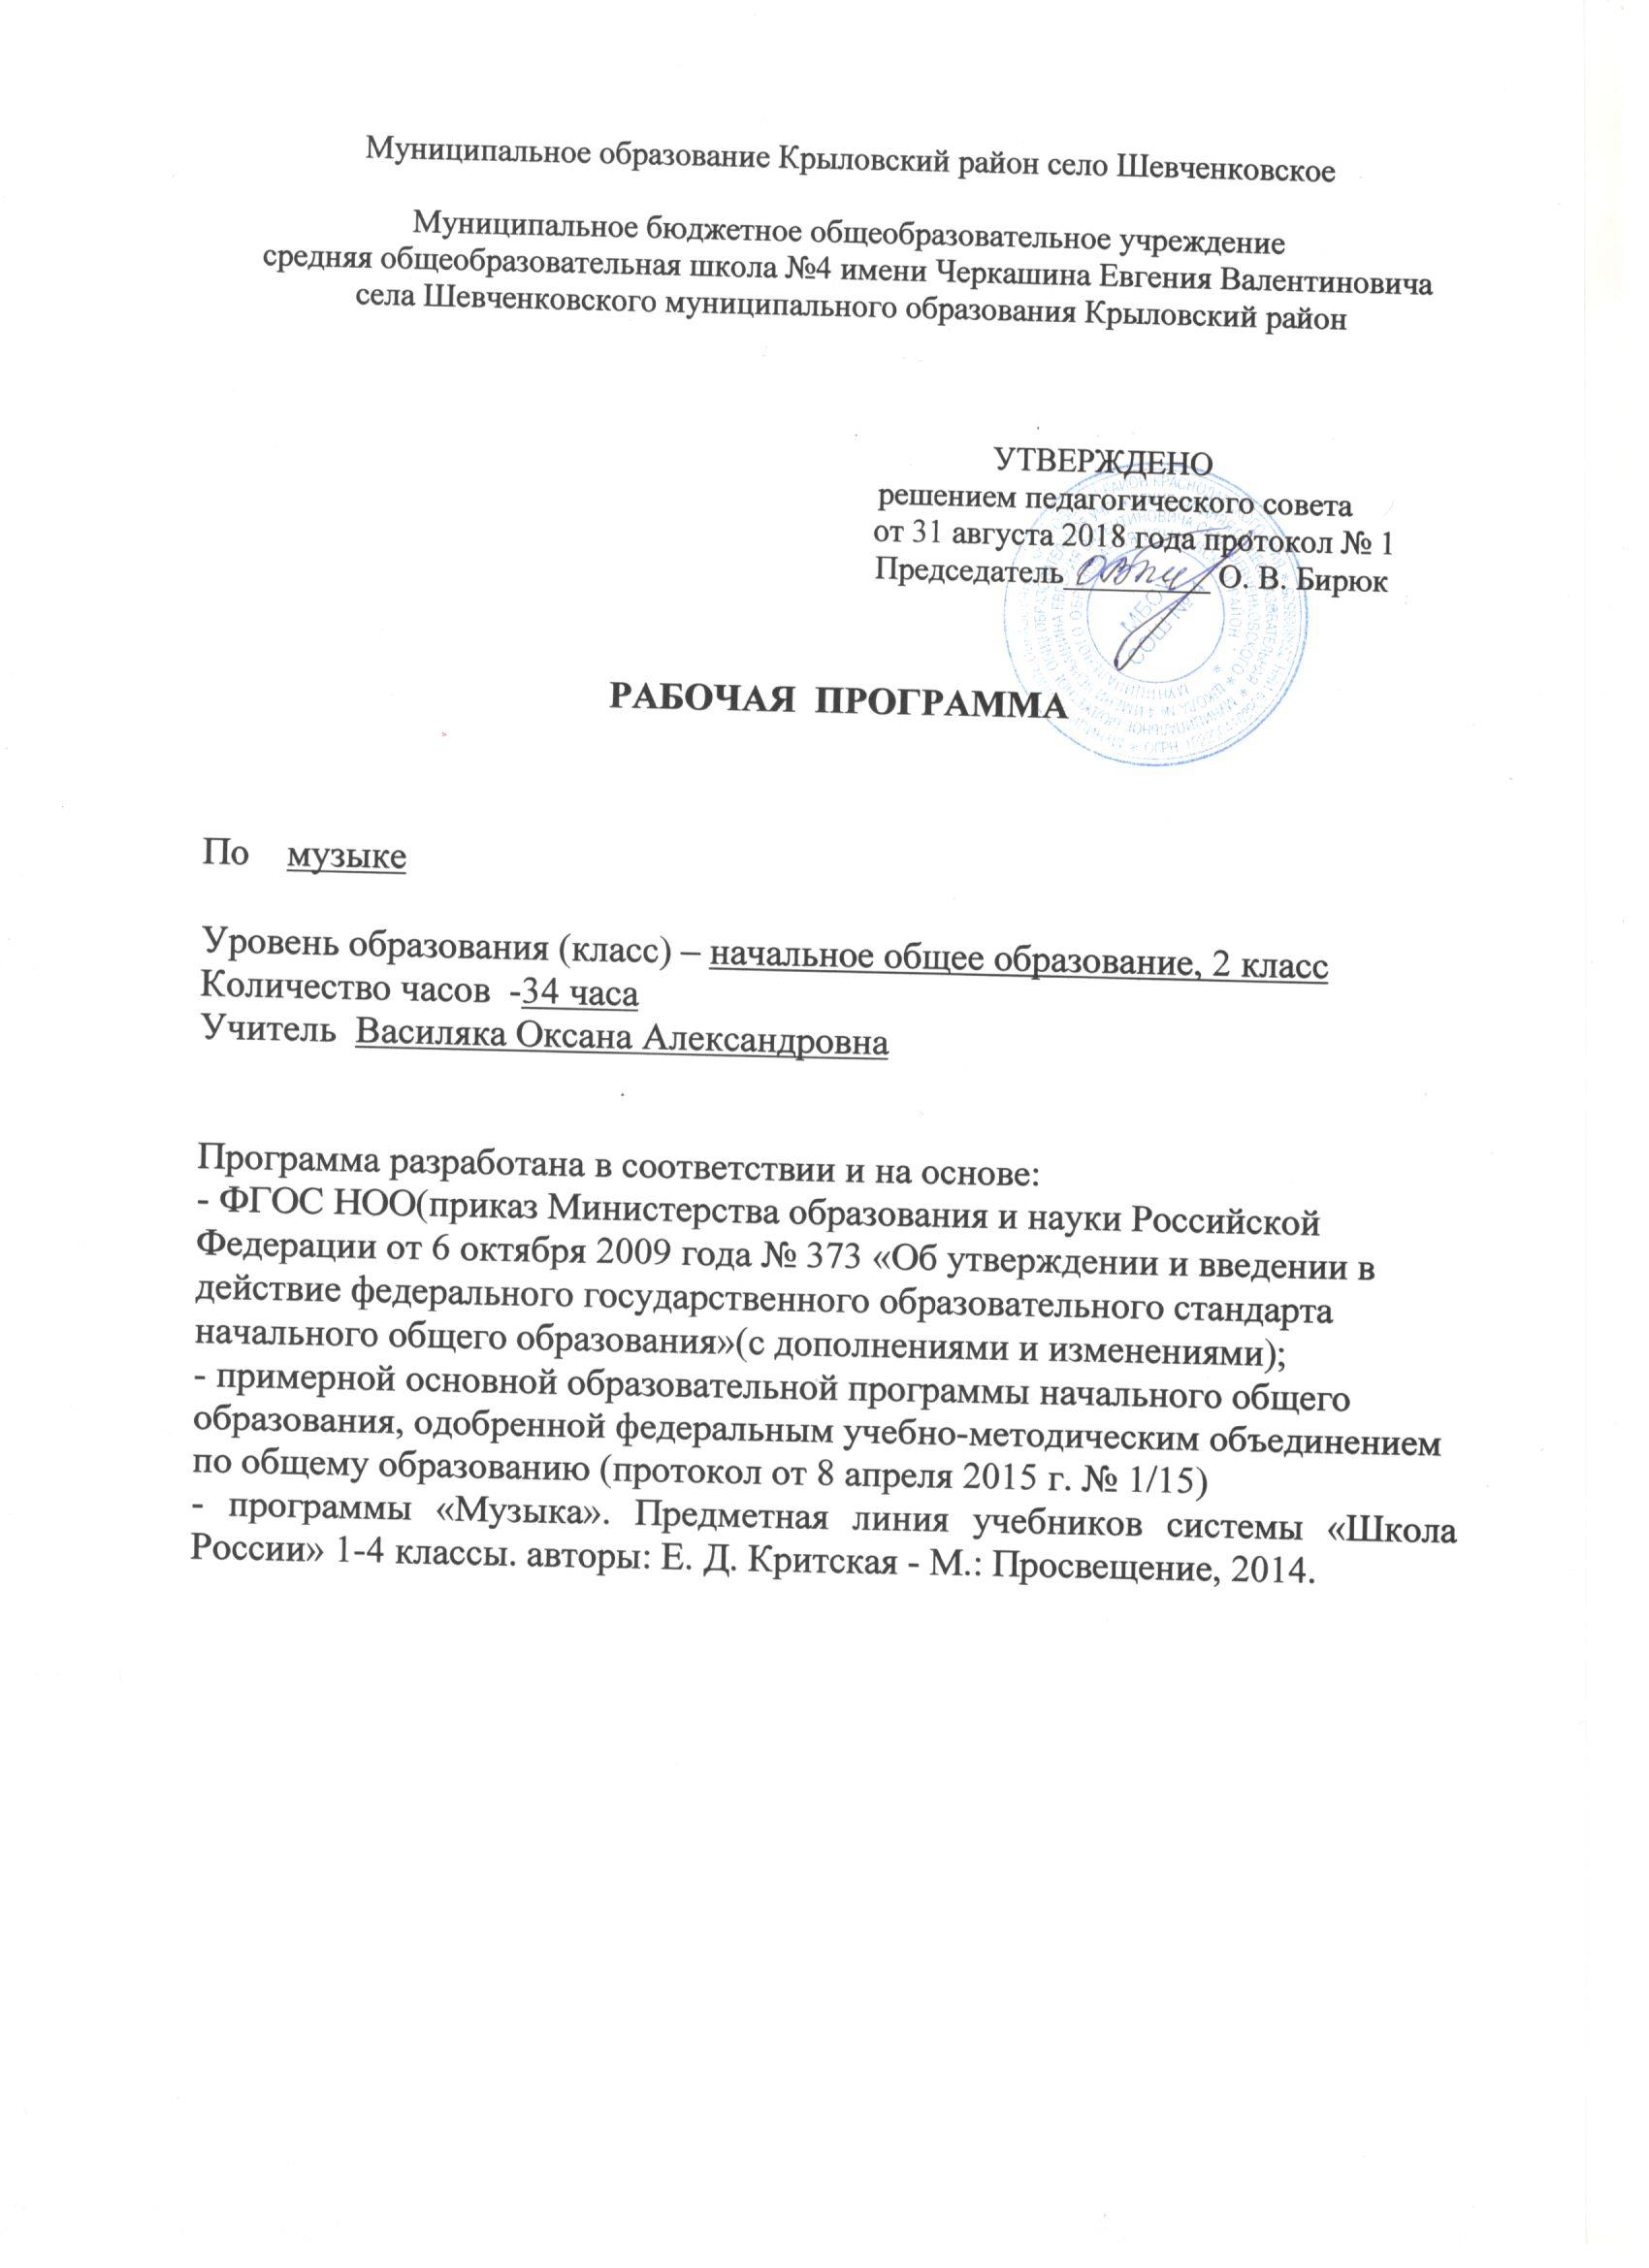 Муниципальное образование Крыловский район село Шевченковское
Муниципальное бюджетное общеобразовательное учреждение
средняя общеобразовательная школа №4 имени Черкашина Евгения Валентиновича
села Шевченковского муниципального образования Крыловский район
УТВЕРЖДЕНО
решением педагогического совета
от 31 августа 2018 года протокол № 1
Председатель О. В. Бирюк
МБОУ
СОШ №
РАБОЧАЯ ПРОГРАММА
По музыке
Уровень образования (класс) – начальное общее образование, 2 класс
Количество часов -34 часа
Учитель Василяка Оксана Александровна
Программа разработана в соответствии и на основе:
- ФГОС НОО(приказ Министерства образования и науки Российской
Федерации от 6 октября 2009 года № 373 «Об утверждении и введении в
действие федерального государственного образовательного стандарта
начального общего образования»(с дополнениями и изменениями);
- примерной основной образовательной программы начального общего
образования, одобренной федеральным учебно-методическим объединением
по общему образованию (протокол от 8 апреля 2015 г. № 1/15)
- программы «Музыка». Предметная линия учебников системы «Школа
России» 1-4 классы. авторы: Е. Д. Критская - М.: Просвещение, 2014.